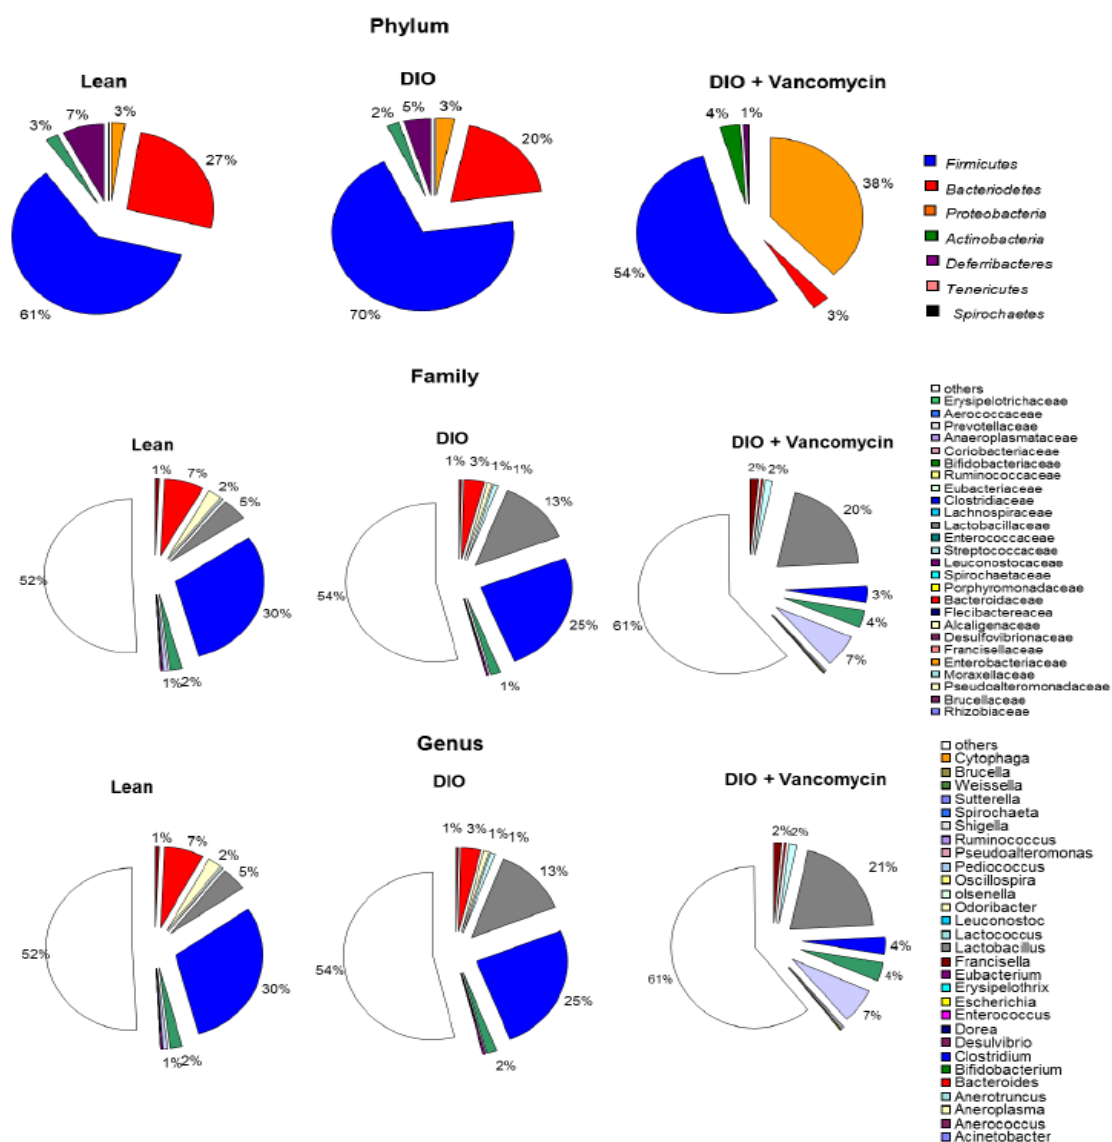 Phylum
Lean
DIO
DIO + Vancomycin
3%
7%
3%
27%
61%
2%
5%
3%
20%
70%
4%
1%
38%
3%
54%
Firmicutes
Bacteriodetes
Proteobacteria
Actinobacteria
Deferribacteres
Tenericutes
Spirochaetes
Family
Lean
DIO
DIO + Vancomycin
1%
7%
2%
5%
30%
2%
1%
52%
1%
3%
1%
1%
13%
25%
1%
54%
2%
2%
20%
3%
4%
7%
61%
others
Erysipelotrichaceae
Aerococcaceae
Prevotellaceae
Anaeroplasmataceae
Coriobacteriaceae
Bifidobacteriaceae
Ruminococcaceae
Eubacteriaceae
Clostridiaceae
Lachnospiraceae
Lactobacillaceae
Enterococcaceae
Streptococcaceae
Leuconostocaceae
Spirochaetaceae
Porphyromonadaceae
Bacteroidaceae
Flecibactereacea
Alcaligenaceae
Desulfovibrionaceae
Francisellaceae
Enterobacteriaceae
Moraxellaceae
Pseudoalteromonadaceae
Brucellaceae
Rhizobiaceae
Genus
Lean
DIO
DIO + Vancomycin
1%
7%
2%
5%
30%
2%
1%
52%
1%
3%
1%
1%
13%
25%
2%
54%
2%
2%
21%
4%
4%
7%
61%
others
Cytophaga
Brucella
Weissella
Sutterella
Spirochaeta
Shigella
Ruminococcus
Pseudoalteromonas
Pediococcus
Oscillospira
olsenella
Odoribacter
Leuconostoc
Lactococcus
Lactobacillus
Francisella
Eubacterium
Erysipelothrix
Escherichia
Enterococcus
Dorea
Desulvibrio
Clostridium
Bifidobacterium
Bacteroides
Anerotruncus
Aneroplasma
Anerococcus
Acinetobacter